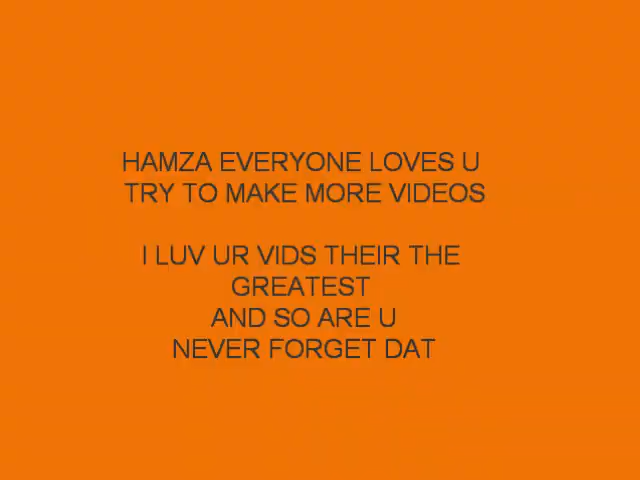 HAMZA EVERYONE LOVES U
TRY TO MAKE MORE VIDEOS
I LUV UR VIDS THEIR THE
GREATEST
AND SO ARE U
NEVER FORGET DAT